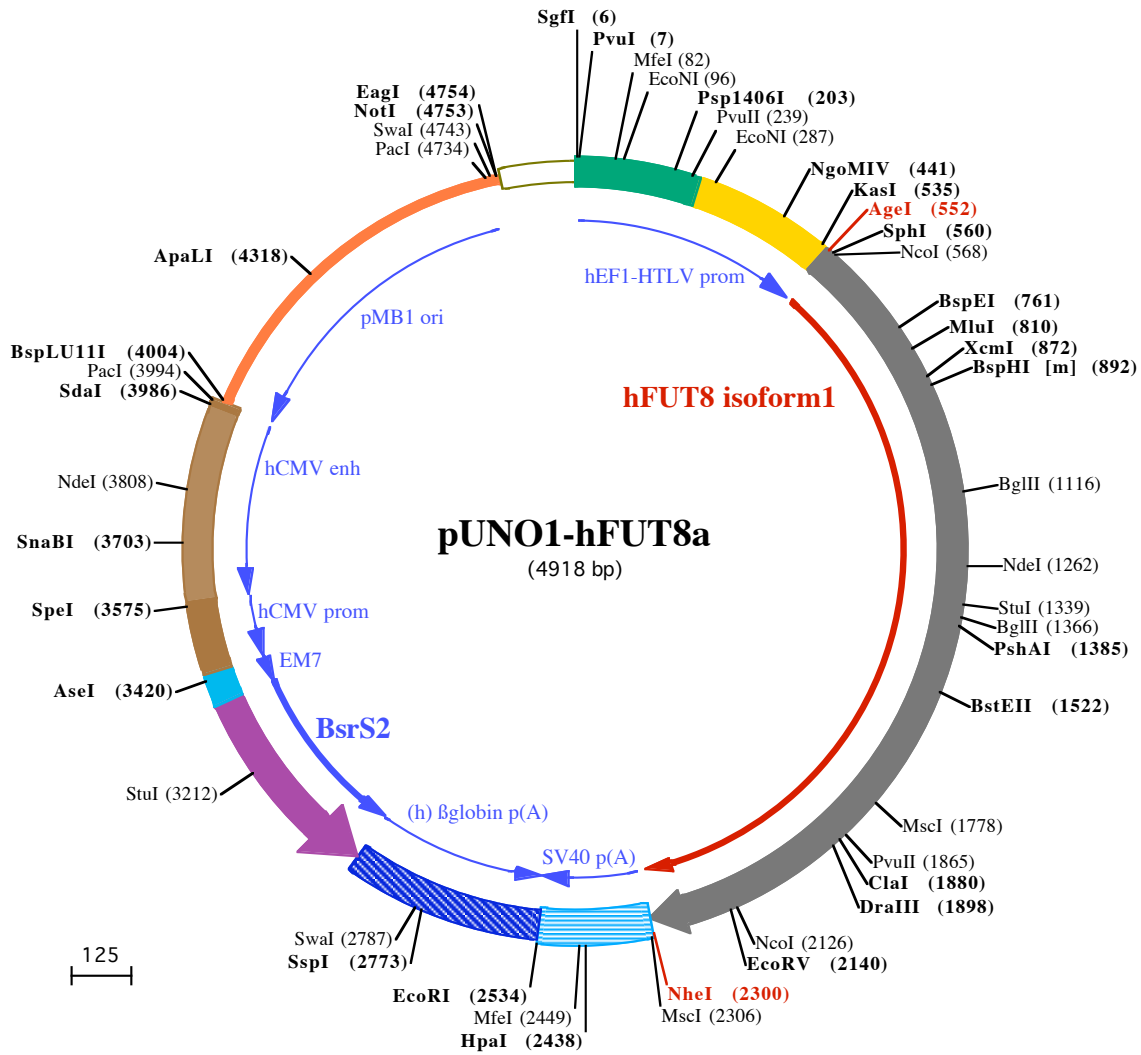 SgfI (6)
PvuI (7)
MfeI (82)
EcoNI (96)
Psp1406I (203)
PvuII (239)
EcoNI (287)
NgoMIV (441)
KasI (535)
AgeI (552)
SphI (560)
NcoI (568)
BspEI (761)
MluI (810)
XcmI (872)
BspHI [m] (892)
BglII (1116)
NdeI (1262)
StuI (1339)
BglII (1366)
PshAI (1385)
BstEII (1522)
MscI (1778)
PvuII (1865)
ClaI (1880)
DraIII (1898)
NcoI (2126)
EcoRV (2140)
NheI (2300)
MscI (2306)
HpaI (2438)
MfeI (2449)
EcoRI (2534)
SspI (2773)
SwaI (2787)
StuI (3212)
AseI (3420)
SpeI (3575)
SnaBI (3703)
NdeI (3808)
SdaI (3986)
PacI (3994)
BspLU11I (4004)
ApaLI (4318)
PacI (4734)
SwaI (4743)
NotI (4753)
EagI (4754)
hEF1-HTLV prom
hFUT8 isoform1
SV40 p(A)
(h) ßglobin p(A)
BsrS2
EM7
hCMV prom
hCMV enh
pMB1 ori
pUNO1-hFUT8a
(4918 bp)
125